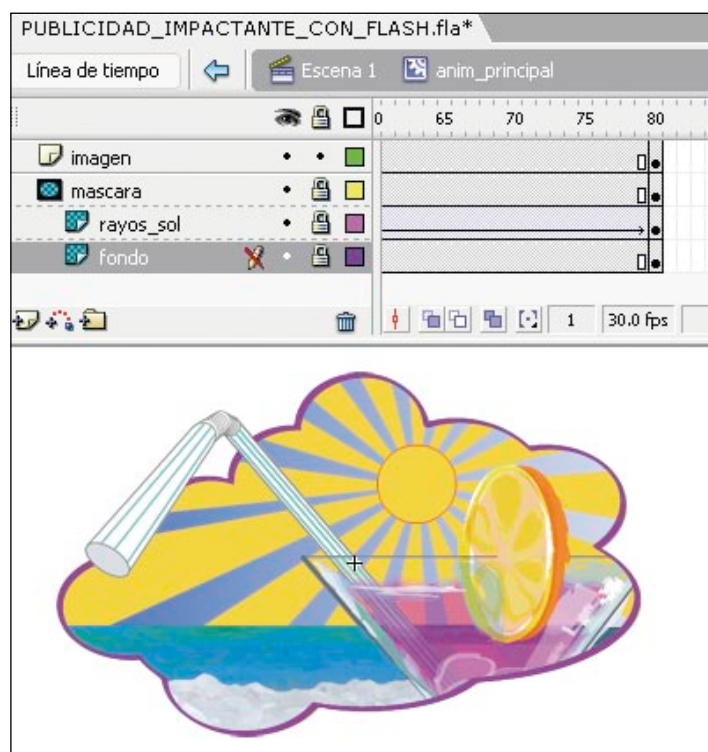 PUBLICIDAD_IMPACTANTE_CON_FLASH.fla*
Línea de tiempo Escena 1 anim_principal
0 65 70 75 80
imagen
mascara
rayos_sol
fondo
1 30.0 fps